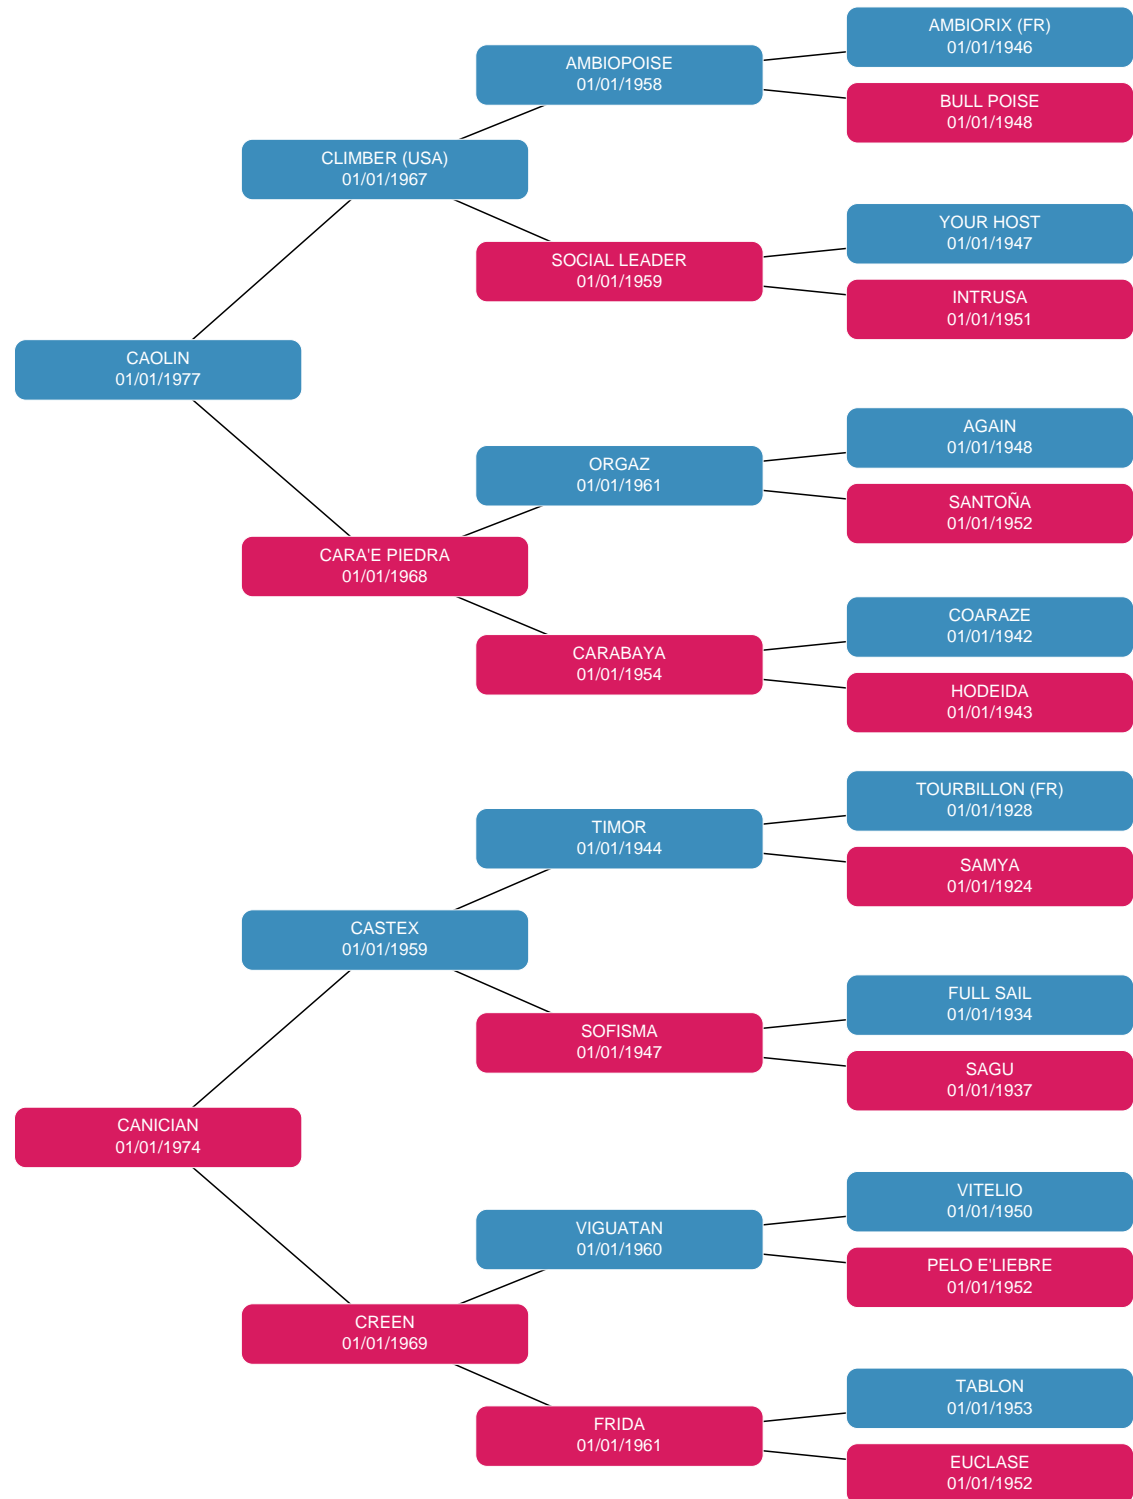 AMBIORIX (FR)
01/01/1946
AMBIOPOISE
01/01/1958
BULL POISE
01/01/1948
CLIMBER (USA)
01/01/1967
YOUR HOST
01/01/1947
SOCIAL LEADER
01/01/1959
INTRUSA
01/01/1951
CAOLIN
01/01/1977
AGAIN
01/01/1948
ORGAZ
01/01/1961
SANTOÑA
01/01/1952
CARA'E PIEDRA
01/01/1968
COARAZE
01/01/1942
CARABAYA
01/01/1954
HODEIDA
01/01/1943
TOURBILLON (FR)
01/01/1928
TIMOR
01/01/1944
SAMYA
01/01/1924
CASTEX
01/01/1959
FULL SAIL
01/01/1934
SOFISMA
01/01/1947
SAGU
01/01/1937
CANICIAN
01/01/1974
VITELIO
01/01/1950
VIGUATAN
01/01/1960
PELO E'LIEBRE
01/01/1952
CREEN
01/01/1969
TABLON
01/01/1953
FRIDA
01/01/1961
EUCLASE
01/01/1952